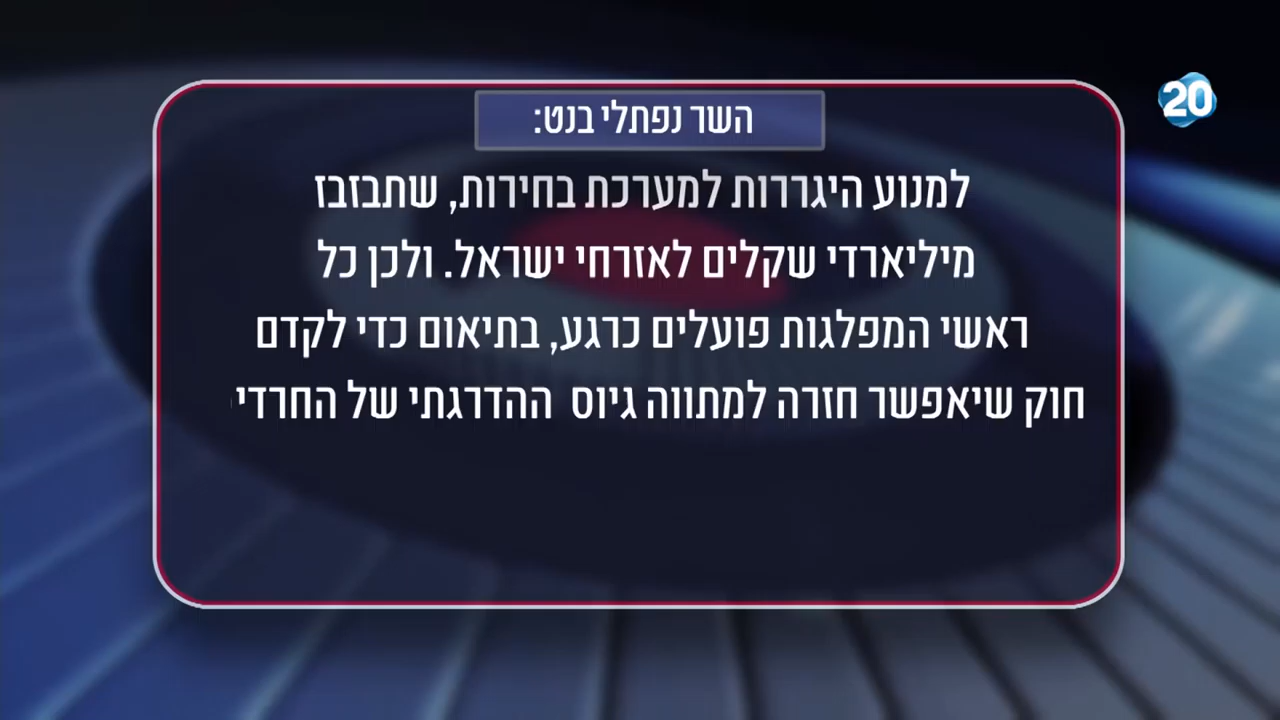 20
השר נפתלי בנט:
למנוע היגררות למערכת בחירות, שתבזבז
מיליארדי שקלים לאזרחי ישראל. ולכן כל
ראשי המפלגות פועלים כרגע, בתיאום כדי לקדם
חוק שיאפשר חזרה למתווה גיוס ההדרגתי של